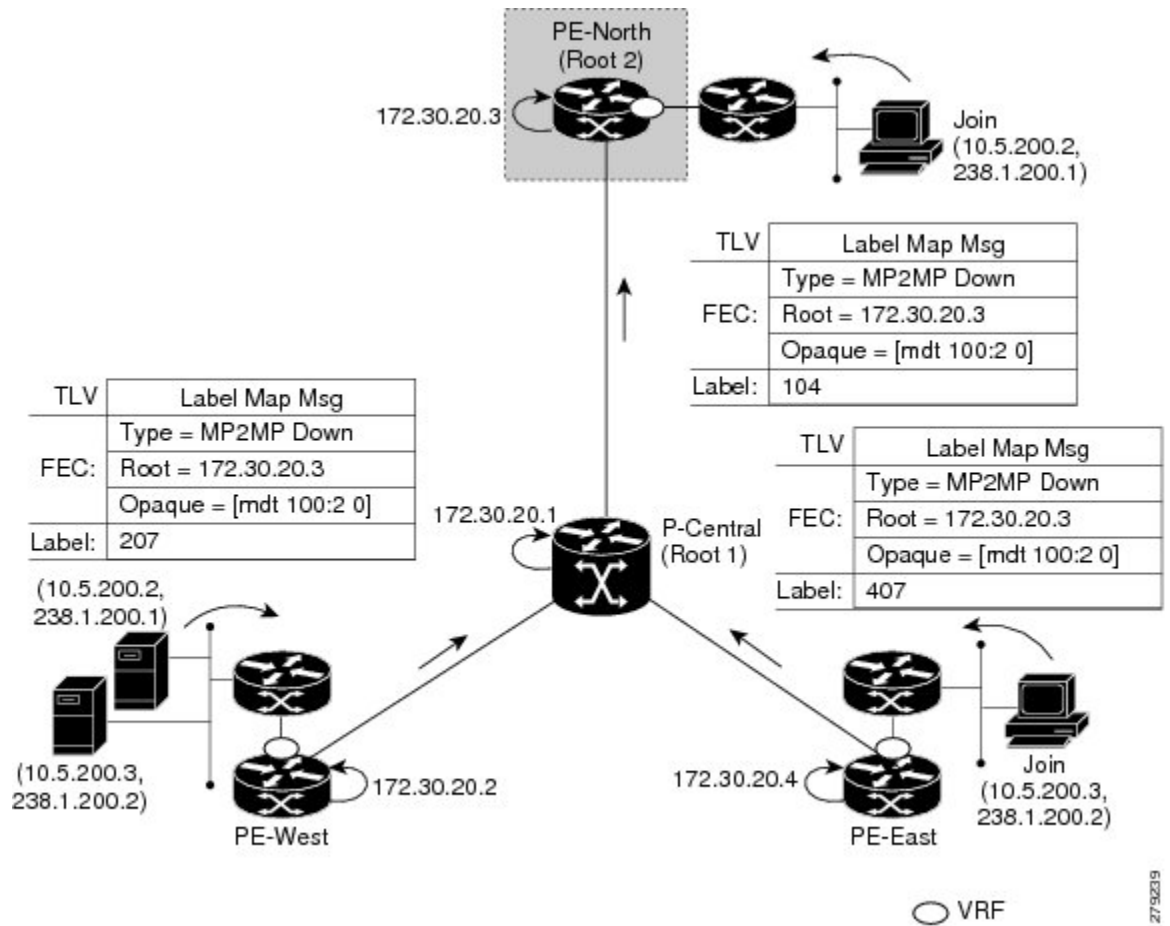 PE-North
(Root 2)
172.30.20.3
Join
(10.5.200.2,
238.1.200.1)
TLV
Label Map Msg
Type = MP2MP Down
FEC:
Root = 172.30.20.3
Opaque = [mdt 100:2 0]
Label:
104
TLV
Label Map Msg
Type = MP2MP Down
FEC:
Root = 172.30.20.3
Opaque = [mdt 100:2 0]
Label:
207
TLV
Label Map Msg
Type = MP2MP Down
FEC:
Root = 172.30.20.3
Opaque = [mdt 100:2 0]
Label:
407
172.30.20.1
P-Central
(Root 1)
(10.5.200.2,
238.1.200.1)
(10.5.200.3,
238.1.200.2)
172.30.20.2
PE-West
172.30.20.4
PE-East
Join
(10.5.200.3,
238.1.200.2)
VRF
279239